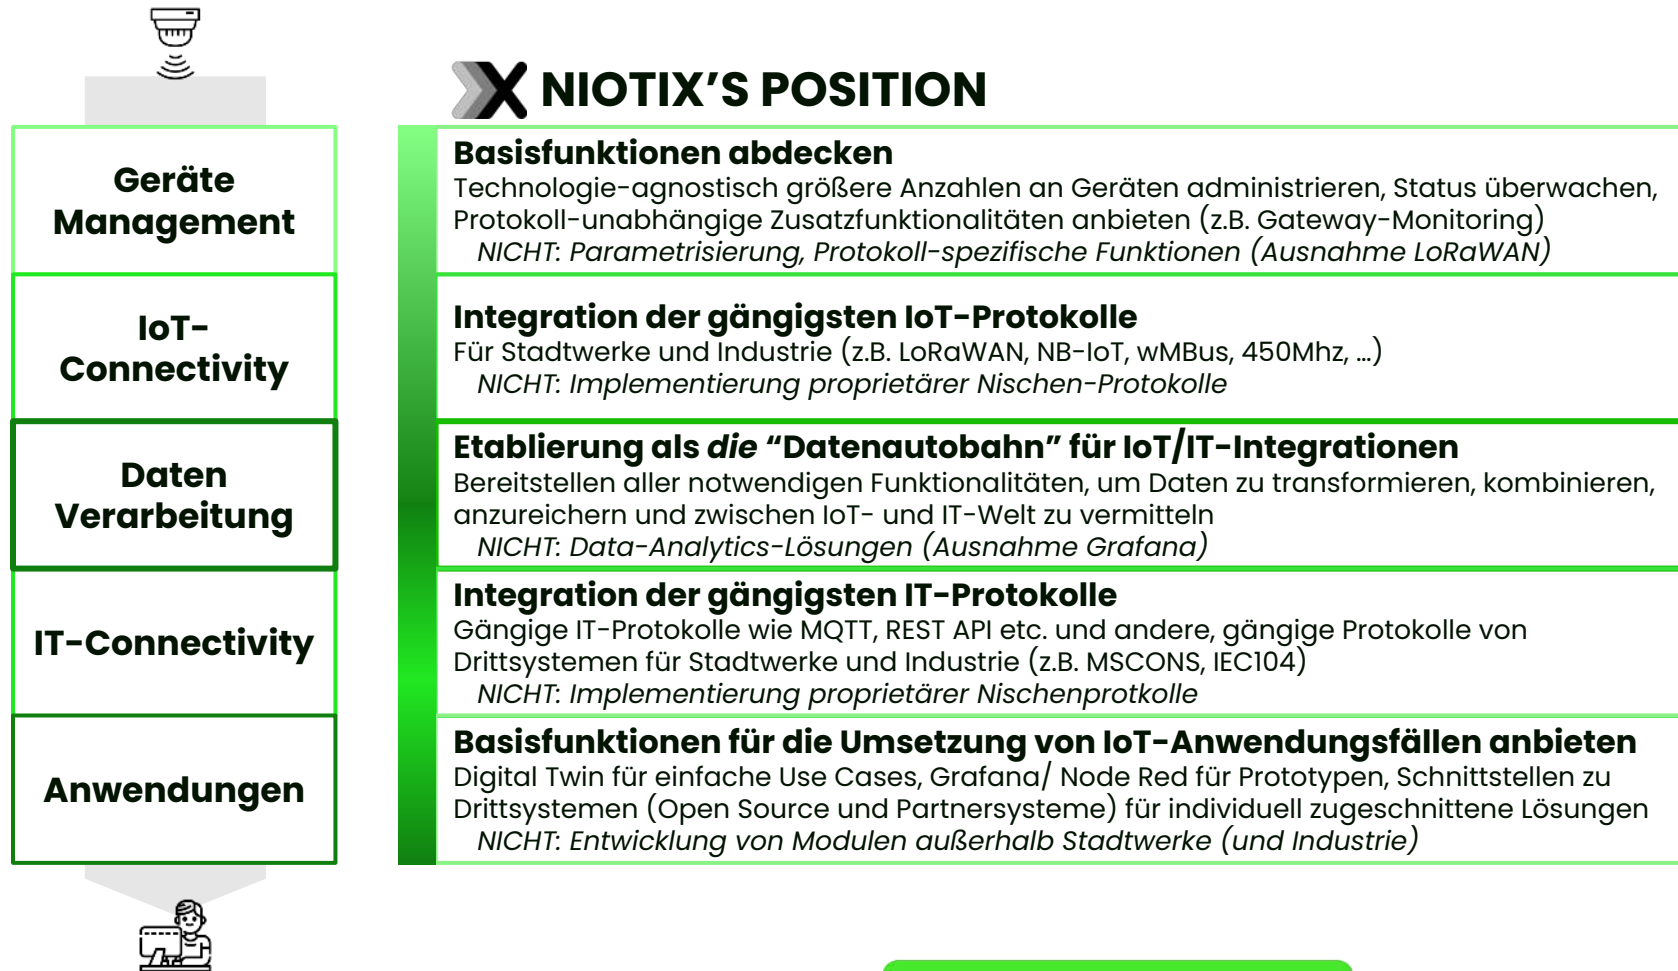 NIOTIX’S POSITION
Geräte
Management
Basisfunktionen abdecken
Technologie-agnostisch größere Anzahlen an Geräten administrieren, Status überwachen,
Protokoll-unabhängige Zusatzfunktionalitäten anbieten (z.B. Gateway-Monitoring)
NICHT: Parametrisierung, Protokoll-spezifische Funktionen (Ausnahme LoRaWAN)
IoT-
Connectivity
Integration der gängigsten IoT-Protokolle
Für Stadtwerke und Industrie (z.B. LoRaWAN, NB-IoT, wMBus, 450Mhz, …)
NICHT: Implementierung proprietärer Nischen-Protokolle
Daten
Verarbeitung
Etablierung als die “Datenautobahn” für IoT/IT-Integrationen
Bereitstellen aller notwendigen Funktionalitäten, um Daten zu transformieren, kombinieren,
anzureichern und zwischen IoT- und IT-Welt zu vermitteln
NICHT: Data-Analytics-Lösungen (Ausnahme Grafana)
IT-Connectivity
Integration der gängigsten IT-Protokolle
Gängige IT-Protokolle wie MQTT, REST API etc. und andere, gängige Protokolle von
Drittsystemen für Stadtwerke und Industrie (z.B. MSCONS, IEC104)
NICHT: Implementierung proprietärer Nischenprotkolle
Anwendungen
Basisfunktionen für die Umsetzung von IoT-Anwendungsfällen anbieten
Digital Twin für einfache Use Cases, Grafana/ Node Red für Prototypen, Schnittstellen zu
Drittsystemen (Open Source und Partnersysteme) für individuell zugeschnittene Lösungen
NICHT: Entwicklung von Modulen außerhalb Stadtwerke (und Industrie)